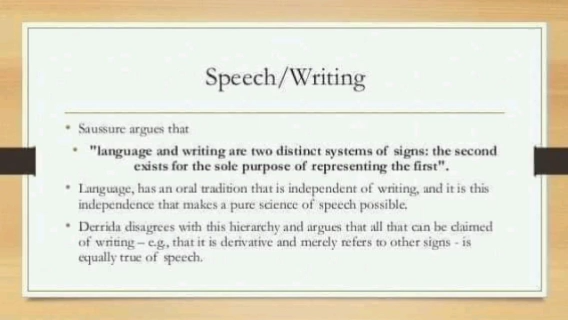 Speech/Writing
• Saussure argues that
• "language and writing are two distinct systems of signs: the second
exists for the sole purpose of representing the first".
• Language, has an oral tradition that is independent of writing, and it is this
independence that makes a pure science of speech possible.
• Derrida disagrees with this hierarchy and argues that all that can be claimed
of writing – e.g., that it is derivative and merely refers to other signs - is
equally true of speech.